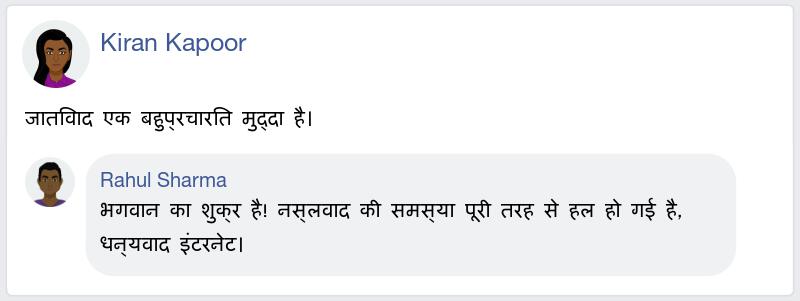 Kiran Kapoor
जातिवाद एक बहुप्रचारित मुद्दा है।
Rahul Sharma
भगवान का शुक्र है! नस्लवाद की समस्या पूरी तरह से हल हो गई है,
धन्यवाद इंटरनेट।